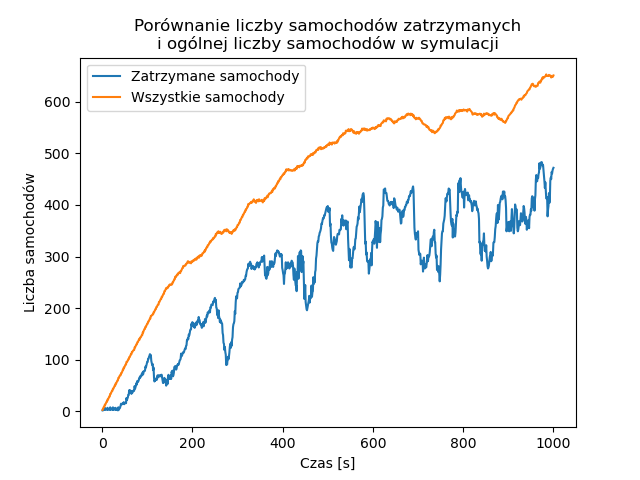 Porównanie liczby samochodów zatrzymanych
i ogólnej liczby samochodów w symulacji
Zatrzymane samochody
Wszystkie samochody
Liczba samochodów
600
500
400
300
200
100
0
0 200 400 600 800 1000
Czas [s]